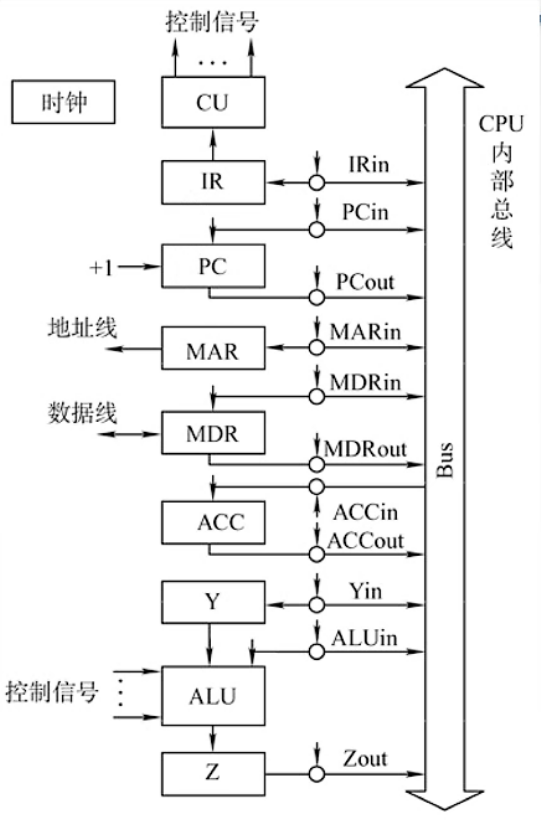 控制信号
...
时钟
CU
CPU
内
部
总
线
IR
IRin
PCin
+1
PC
PCout
地址线
MAR
MARin
MDRin
数据线
MDR
MDRout
Bus
ACC
ACCin
ACCout
Y
Yin
ALUin
控制信号
ALU
Z
Zout